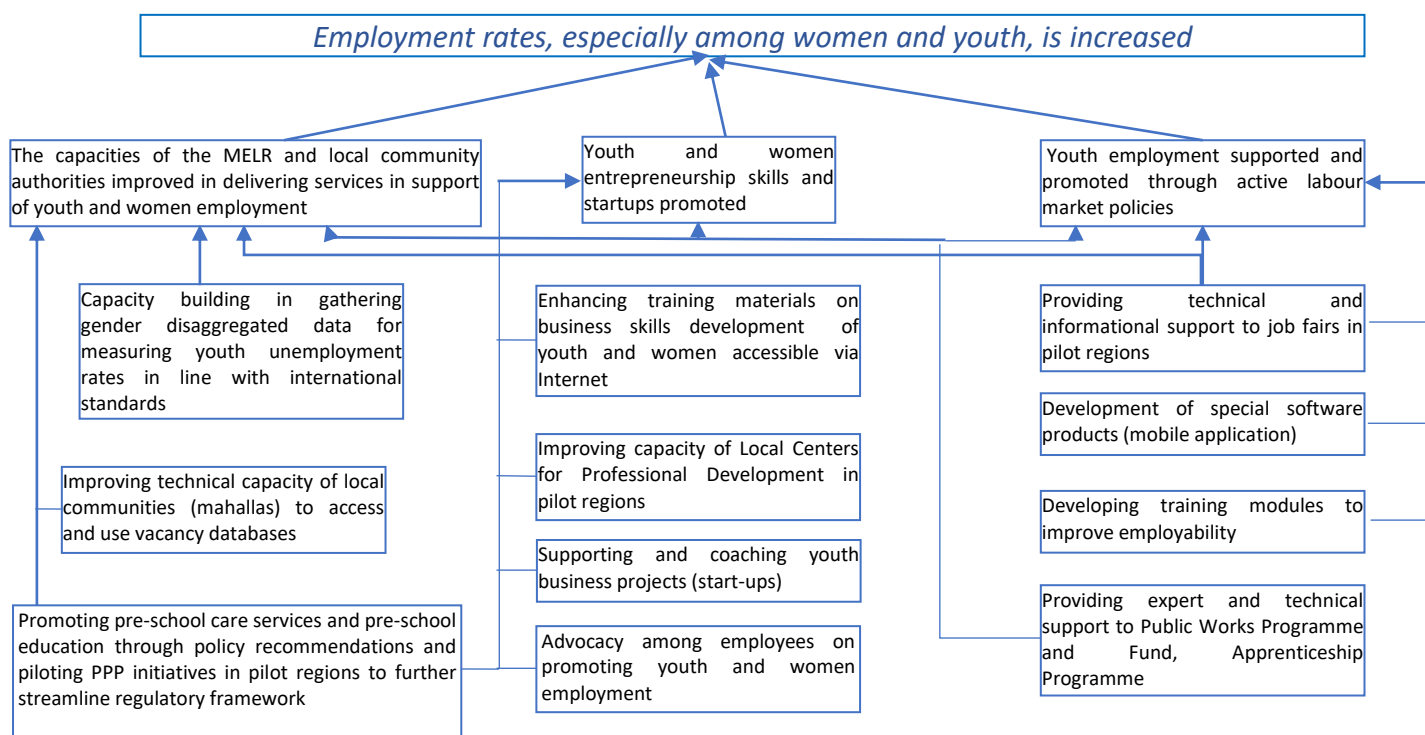 Employment rates, especially among women and youth, is increased
The capacities of the MELR and local community
authorities improved in delivering services in support
of youth and women employment
Youth and women
entrepreneurship skills and
startups promoted
Youth employment supported and
promoted through active labour
market policies
Capacity building in gathering
gender disaggregated data for
measuring youth unemployment
rates in line with international
standards
Enhancing training materials on
business skills development of
youth and women accessible via
Internet
Providing technical and
informational support to job fairs in
pilot regions
Development of special software
products (mobile application)
Improving technical capacity of local
communities (mahallas) to access
and use vacancy databases
Improving capacity of Local Centers
for Professional Development in
pilot regions
Developing training modules to
improve employability
Supporting and coaching youth
business projects (start-ups)
Promoting pre-school care services and pre-school
education through policy recommendations and
piloting PPP initiatives in pilot regions to further
streamline regulatory framework
Advocacy among employees on
promoting youth and women
employment
Providing expert and technical
support to Public Works Programme
and Fund, Apprenticeship
Programme